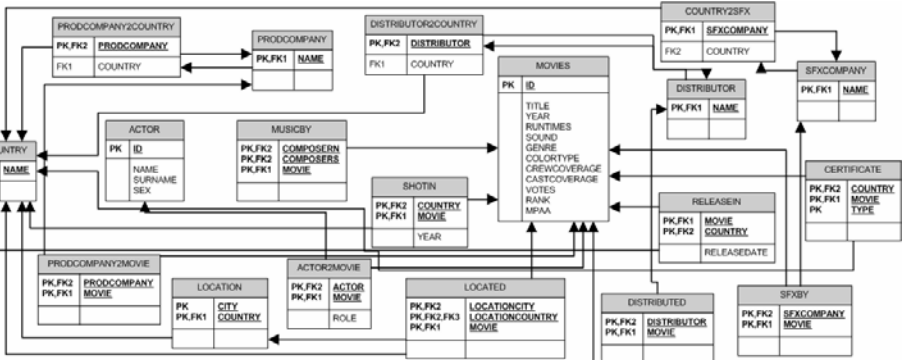 PRODCOMPANY2COUNTRY
PK,FK2 PRODCOMPANY
FK1 COUNTRY
PRODCOMPANY
PK,FK1 NAME
DISTRIBUTOR2COUNTRY
PK,FK2 DISTRIBUTOR
FK1 COUNTRY
COUNTRY2SFX
PK,FK1 SFXCOMPANY
FK2 COUNTRY
MOVIES
PK ID
TITLE
YEAR
RUNTIMES
SOUND
GENRE
COLORTYPE
CREWCOVERAGE
CASTCOVERAGE
VOTES
RANK
MPAA
DISTRIBUTOR
PK,FK1 NAME
SFXCOMPANY
PK,FK1 NAME
UNTRY
NAME
ACTOR
PK ID
NAME
SURNAME
SEX
MUSICBY
PK,FK2 COMPOSERN
PK,FK2 COMPOSERS
PK,FK1 MOVIE
SHOTIN
PK,FK2 COUNTRY
PK,FK1 MOVIE
YEAR
RELEASEIN
PK,FK1 MOVIE
PK,FK2 COUNTRY
RELEASEDATE
CERTIFICATE
PK,FK2 COUNTRY
PK,FK1 MOVIE
PK TYPE
PRODCOMPANY2MOVIE
PK,FK2 PRODCOMPANY
PK,FK1 MOVIE
LOCATION
PK CITY
PK,FK1 COUNTRY
ACTOR2MOVIE
PK,FK2 ACTOR
PK,FK1 MOVIE
ROLE
LOCATED
PK,FK2 LOCATIONCITY
PK,FK2,FK3 LOCATIONCOUNTRY
PK,FK1 MOVIE
DISTRIBUTED
PK,FK2 DISTRIBUTOR
PK,FK1 MOVIE
SFXBY
PK,FK2 SFXCOMPANY
PK,FK1 MOVIE